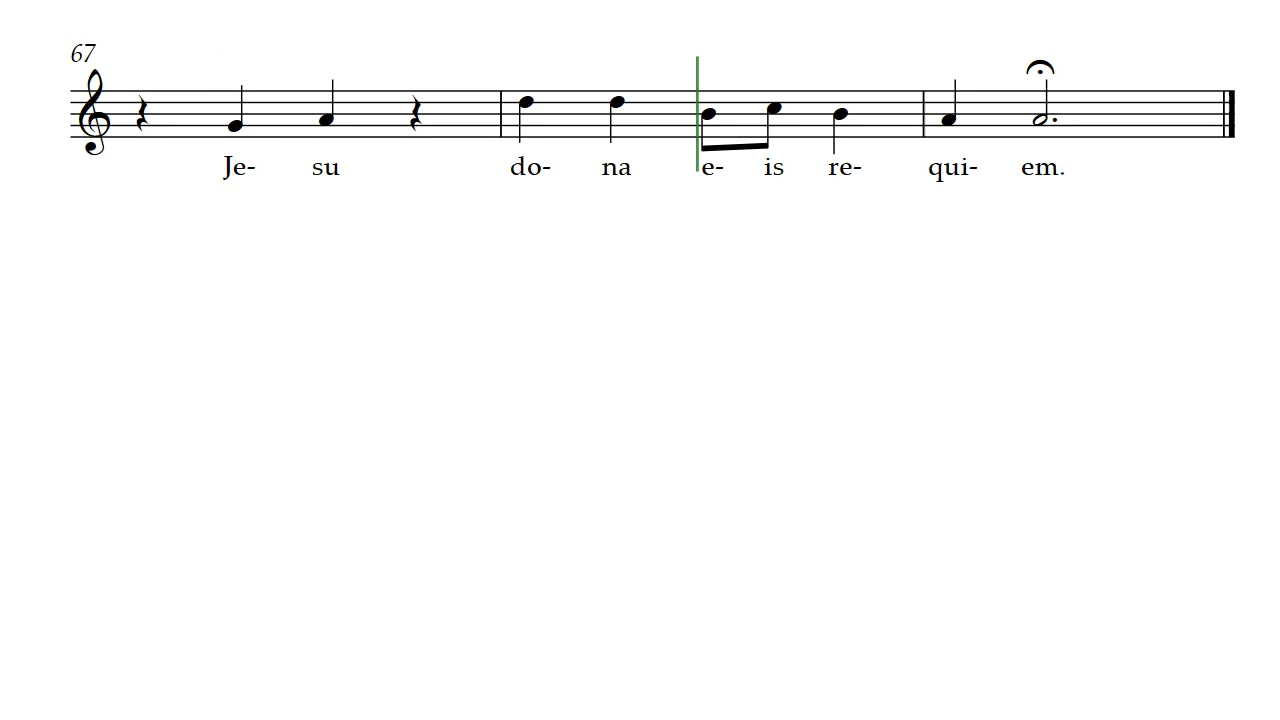 67
Je- su do- na e- is re- qui- em.